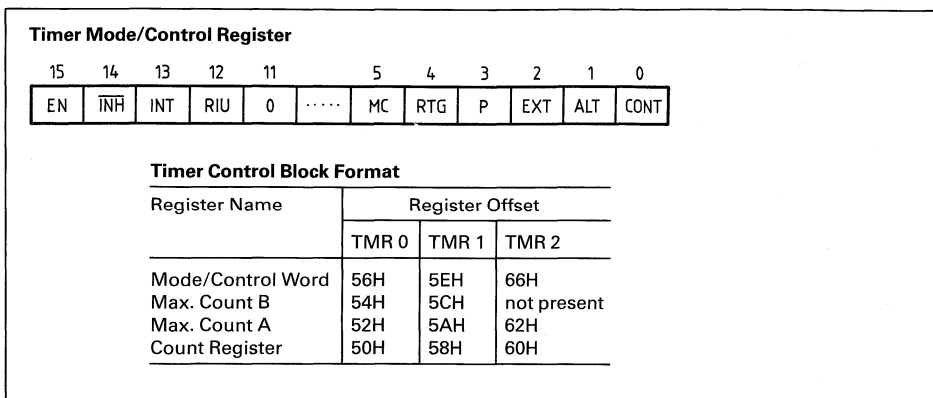 Timer Mode/Control Register
15 14 13 12 11 5 4 3 2 1 0
EN INH INT RIU 0 ..... MC RTG P EXT ALT CONT
Timer Control Block Format
Register Name Register Offset
TMR 0 TMR 1 TMR 2
Mode/Control Word 56H 5EH 66H
Max. Count B 54H 5CH not present
Max. Count A 52H 5AH 62H
Count Register 50H 58H 60H